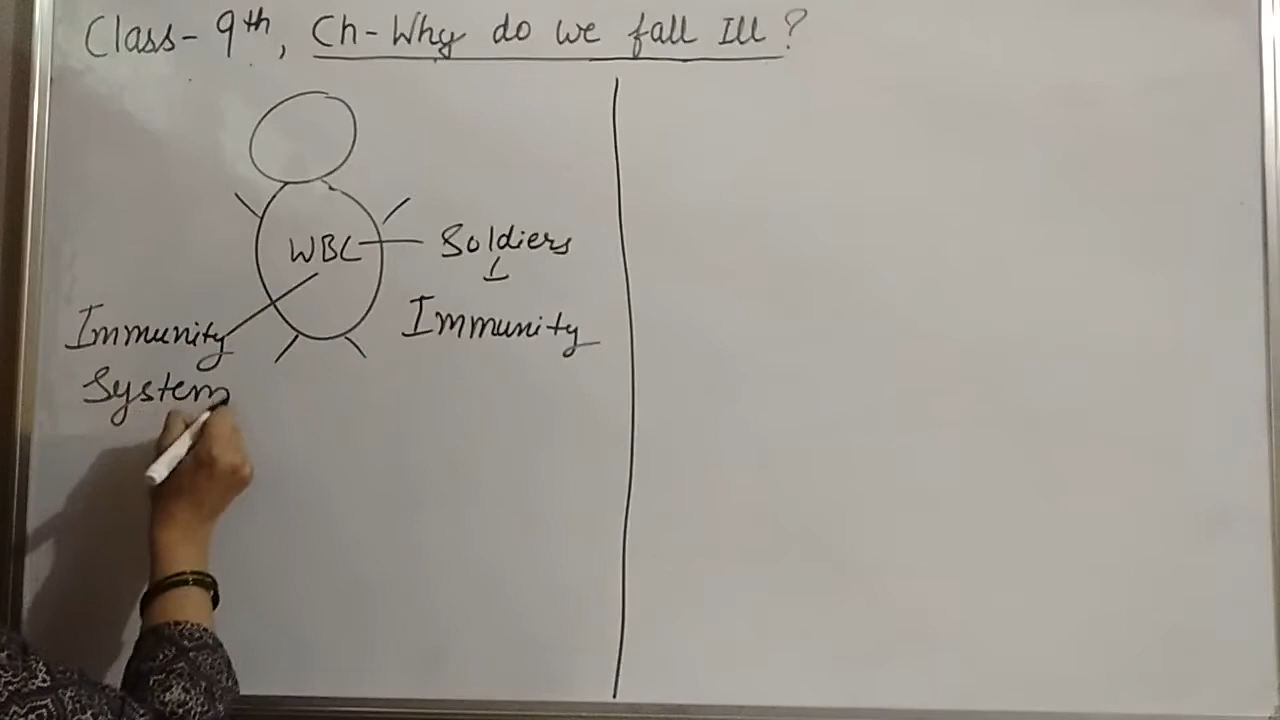 Class-9th, Ch-Why do we fall Ill?
WBC
Soldiers
Immunity
Immunity
System